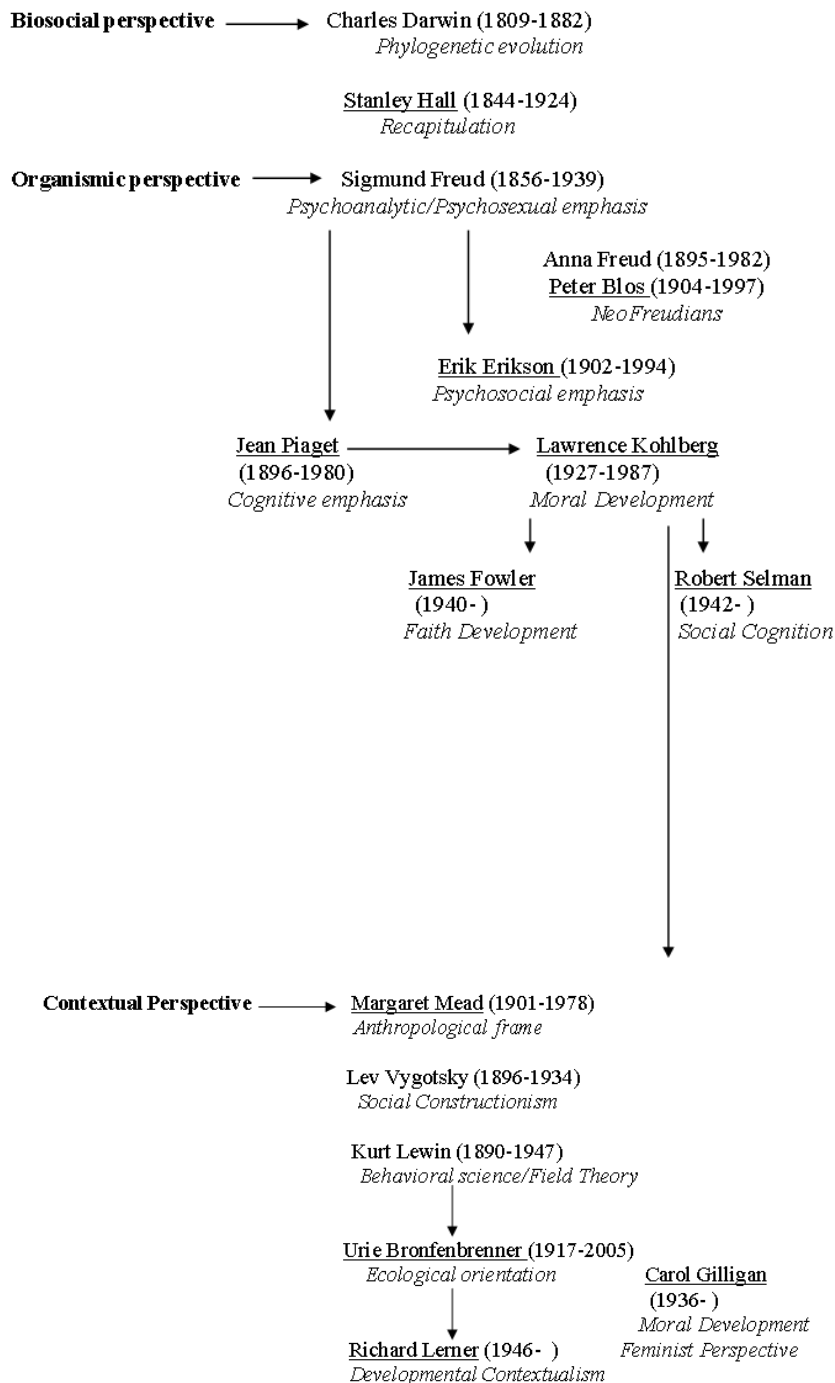 Biosocial perspective Charles Darwin (1809-1882)
Phylogenetic evolution
Stanley Hall (1844-1924)
Recapitulation
Organismic perspective Sigmund Freud (1856-1939)
Psychoanalytic/Psychosexual emphasis
Anna Freud (1895-1982)
Peter Blos (1904-1997)
NeoFreudians
Erik Erikson (1902-1994)
Psychosocial emphasis
Jean Piaget
(1896-1980)
Cognitive emphasis
Lawrence Kohlberg
(1927-1987)
Moral Development
James Fowler
(1940- )
Faith Development
Robert Selman
(1942- )
Social Cognition
Contextual Perspective Margaret Mead (1901-1978)
Anthropological frame
Lev Vygotsky (1896-1934)
Social Constructionism
Kurt Lewin (1890-1947)
Behavioral science/Field Theory
Urie Bronfenbrenner (1917-2005)
Ecological orientation
Carol Gilligan
(1936- )
Moral Development
Feminist Perspective
Richard Lerner (1946- )
Developmental Contextualism